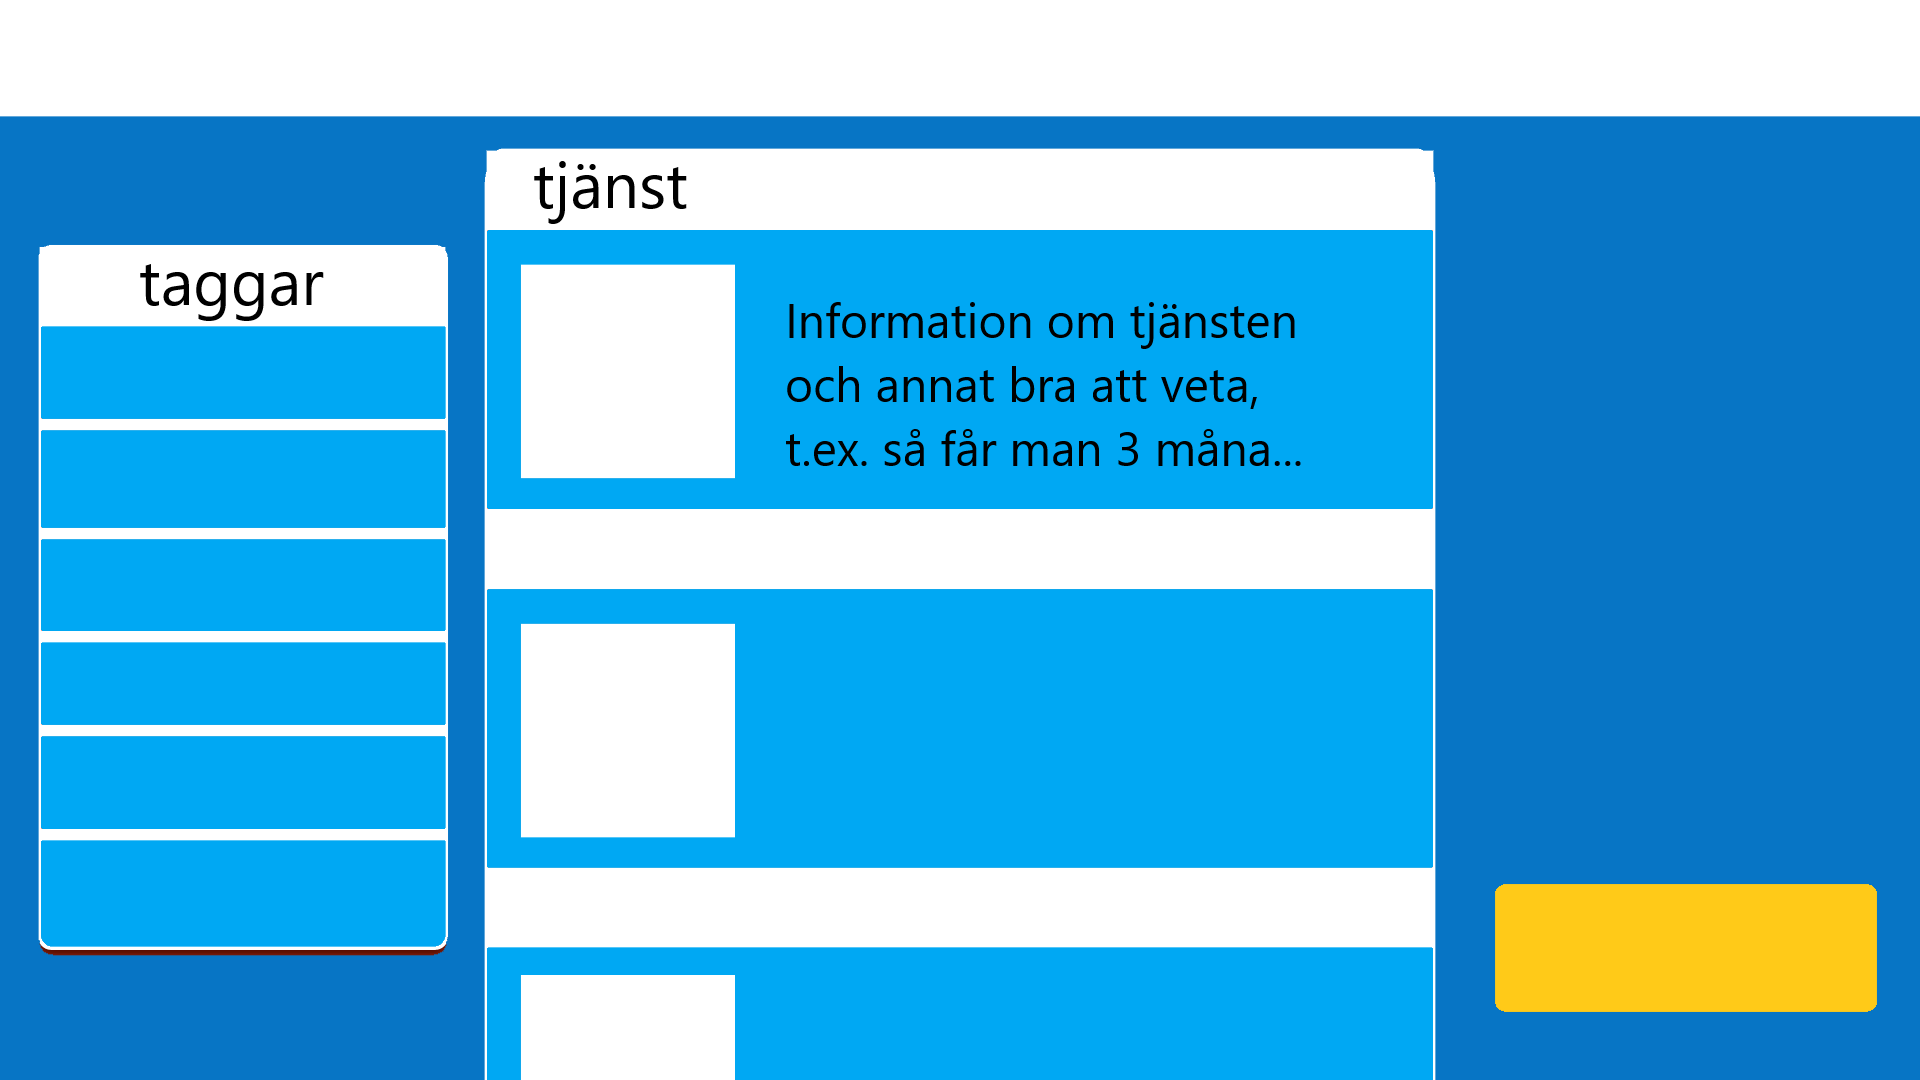 tjänst
taggar
Information om tjänsten
och annat bra att veta,
t.ex. så får man 3 måna...